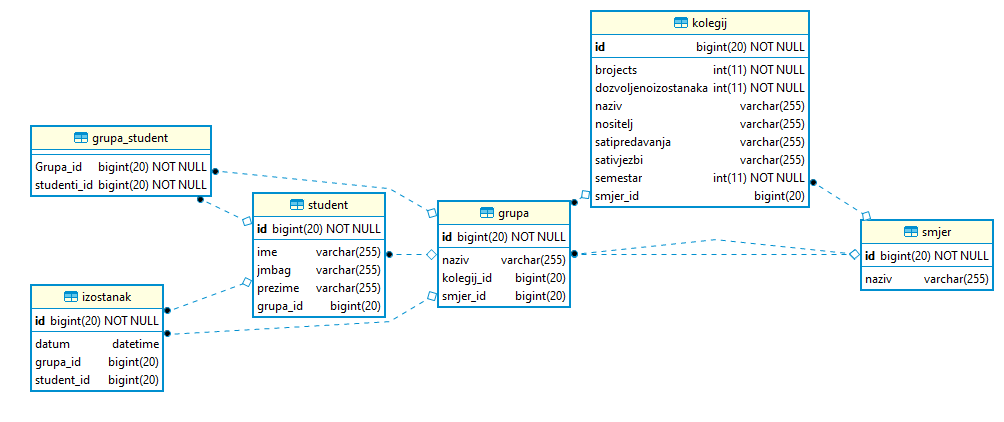 kolegij
id bigint(20) NOT NULL
brojects int(11) NOT NULL
dozvoljenoizostanaka int(11) NOT NULL
naziv varchar(255)
nositelj varchar(255)
satipredavanja varchar(255)
sativjezbi varchar(255)
semestar int(11) NOT NULL
smjer_id bigint(20)
grupa_student
Grupa_id bigint(20) NOT NULL
studenti_id bigint(20) NOT NULL
student
id bigint(20) NOT NULL
ime varchar(255)
jmbag varchar(255)
prezime varchar(255)
grupa_id bigint(20)
grupa
id bigint(20) NOT NULL
naziv varchar(255)
kolegij_id bigint(20)
smjer_id bigint(20)
smjer
id bigint(20) NOT NULL
naziv varchar(255)
izostanak
id bigint(20) NOT NULL
datum datetime
grupa_id bigint(20)
student_id bigint(20)